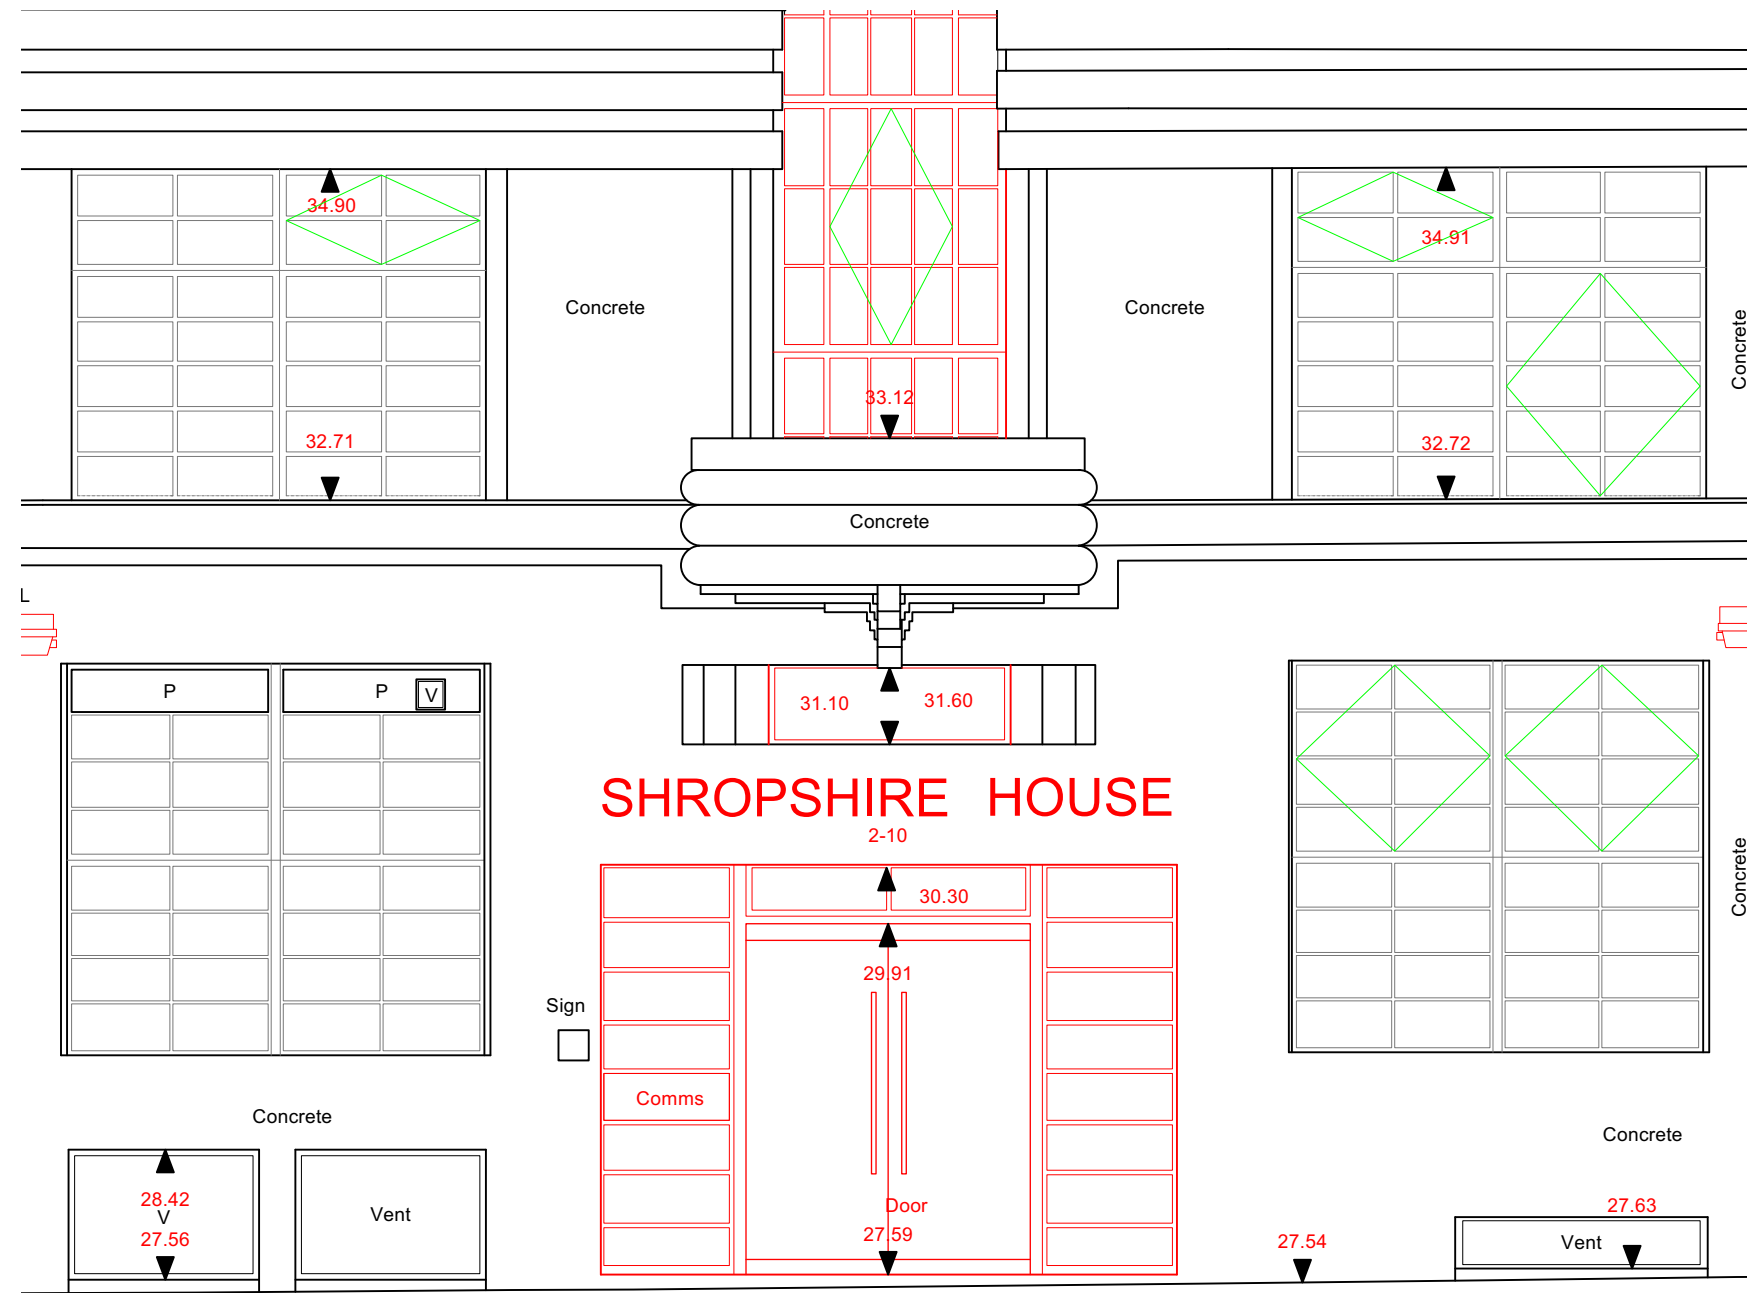 34.90
34.91
Concrete
Concrete
Concrete
33.12
32.71
32.72
Concrete
L
P
P
V
31.10
31.60
SHROPSHIRE HOUSE
2-10
Concrete
30.30
29.91
Sign
Comms
Concrete
Concrete
28.42
V
27.56
Vent
Door
27.59
27.54
27.63
Vent